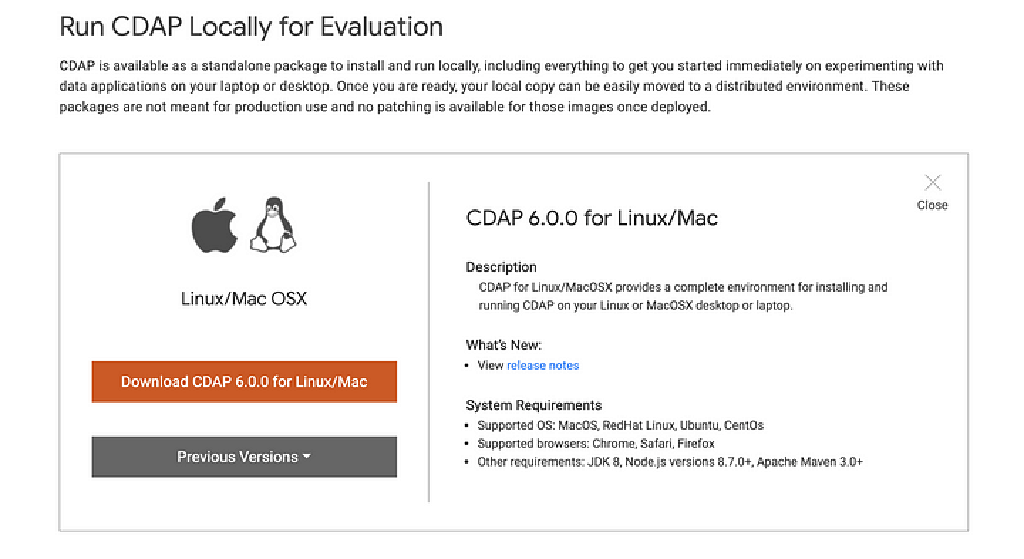 Run CDAP Locally for Evaluation
CDAP is available as a standalone package to install and run locally, including everything to get you started immediately on experimenting with
data applications on your laptop or desktop. Once you are ready, your local copy can be easily moved to a distributed environment. These
packages are not meant for production use and no patching is available for those images once deployed.
Linux/Mac OSX
Download CDAP 6.0.0 for Linux/Mac
Previous Versions
Close
CDAP 6.0.0 for Linux/Mac
Description
CDAP for Linux/MacOSX provides a complete environment for installing and
running CDAP on your Linux or MacOSX desktop or laptop.
What's New:
• View release notes
System Requirements
• Supported OS: MacOS, RedHat Linux, Ubuntu, CentOs
• Supported browsers: Chrome, Safari, Firefox
• Other requirements: JDK 8, Node.js versions 8.7.0+, Apache Maven 3.0+